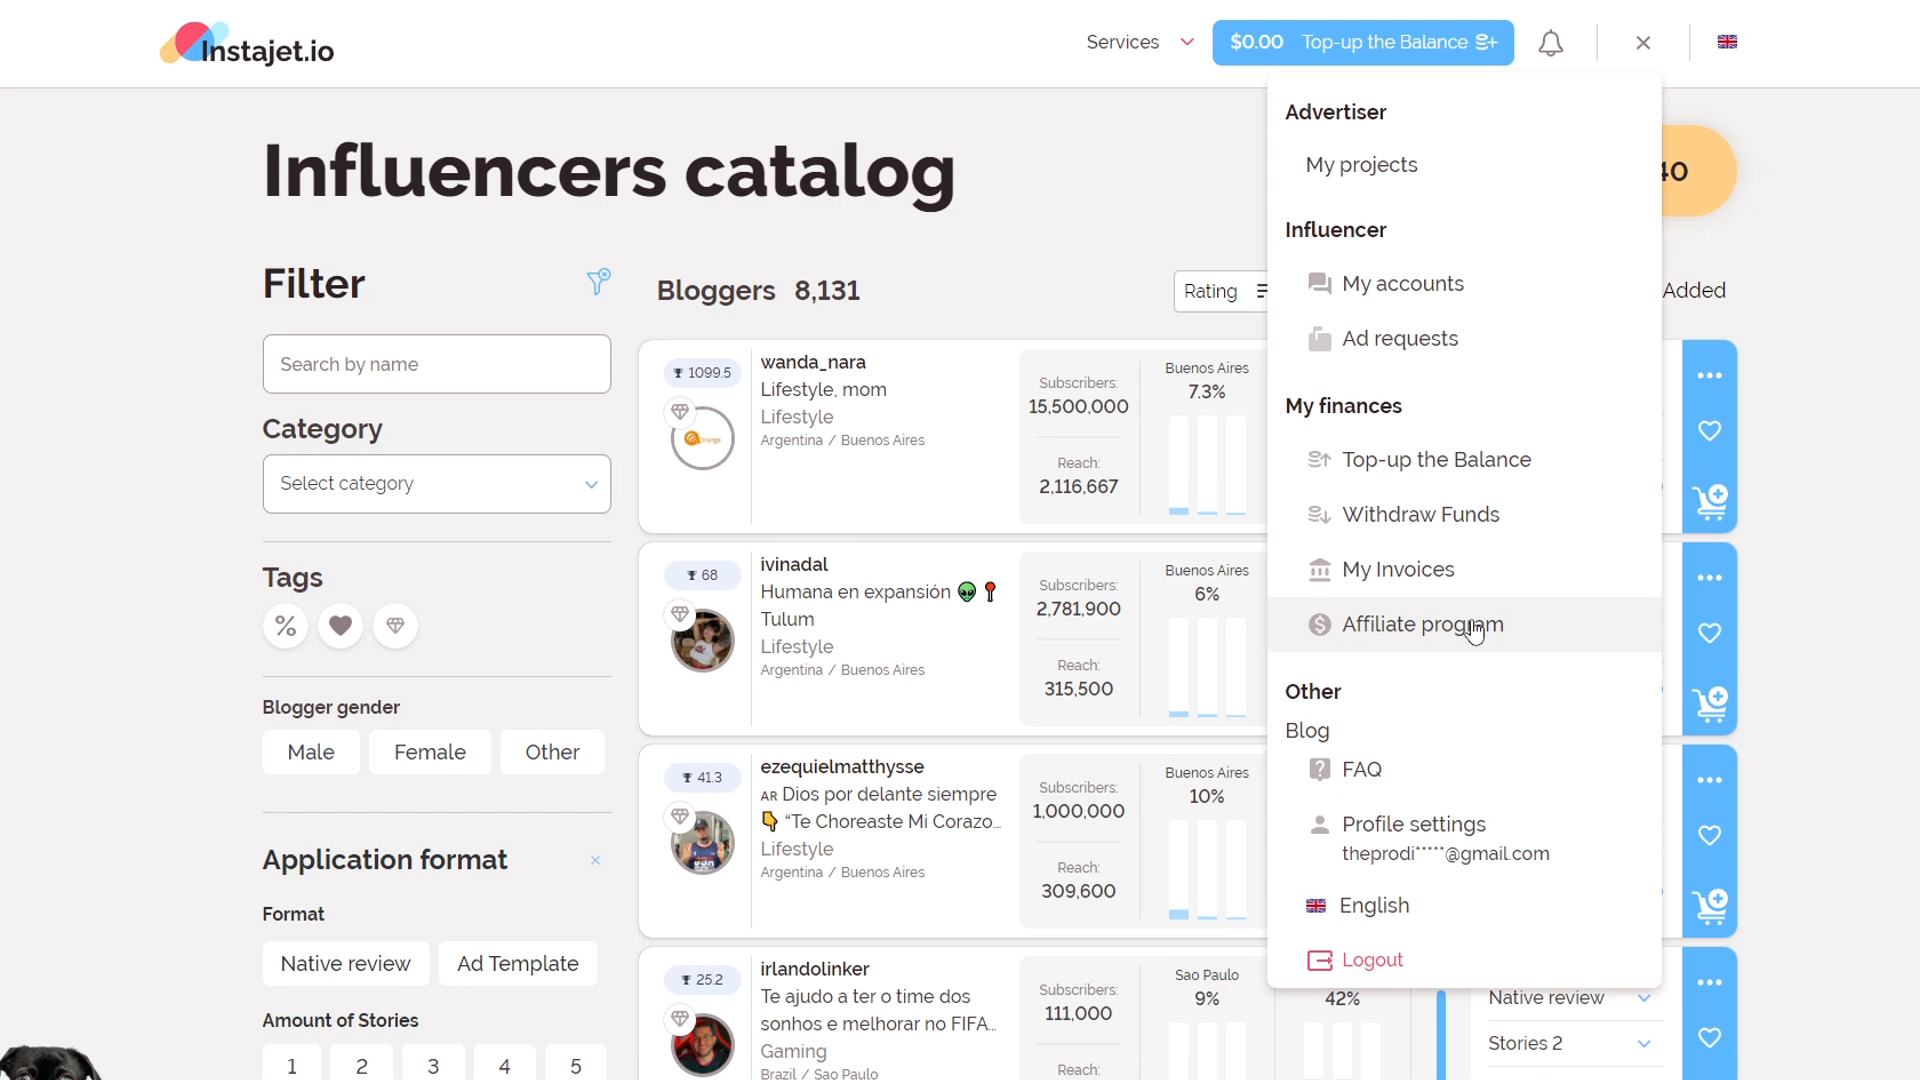 Instajet.io
Services
$0.00 Top-up the Balance
Influencers catalog
40
Filter
Search by name
Category
Select category
Tags
%
Blogger gender
Male Female Other
Application format
Format
Native review Ad Template
Amount of Stories
1 2 3 4 5
Bloggers 8,131
Rating
Added
1099.5
wanda_nara
Lifestyle, mom
Lifestyle
Argentina / Buenos Aires
Subscribers:
15,500,000
Reach:
2,116,667
Buenos Aires
7.3%
68
ivinadal
Humana en expansión 👽📍
Tulum
Lifestyle
Argentina / Buenos Aires
Subscribers:
2,781,900
Reach:
315,500
Buenos Aires
6%
41.3
ezequielmatthysse
AR Dios por delante siempre
👇 “Te Choreaste Mi Corazo...
Lifestyle
Argentina / Buenos Aires
Subscribers:
1,000,000
Reach:
309,600
Buenos Aires
10%
25.2
irlandolinker
Te ajudo a ter o time dos
sonhos e melhorar no FIFA...
Gaming
Brazil / Sao Paulo
Subscribers:
111,000
Reach:
Sao Paulo
9%
42%
Native review
Stories 2
Advertiser
My projects
Influencer
My accounts
Ad requests
My finances
Top-up the Balance
Withdraw Funds
My Invoices
Affiliate program
Other
Blog
FAQ
Profile settings
theprodi*****@gmail.com
English
Logout